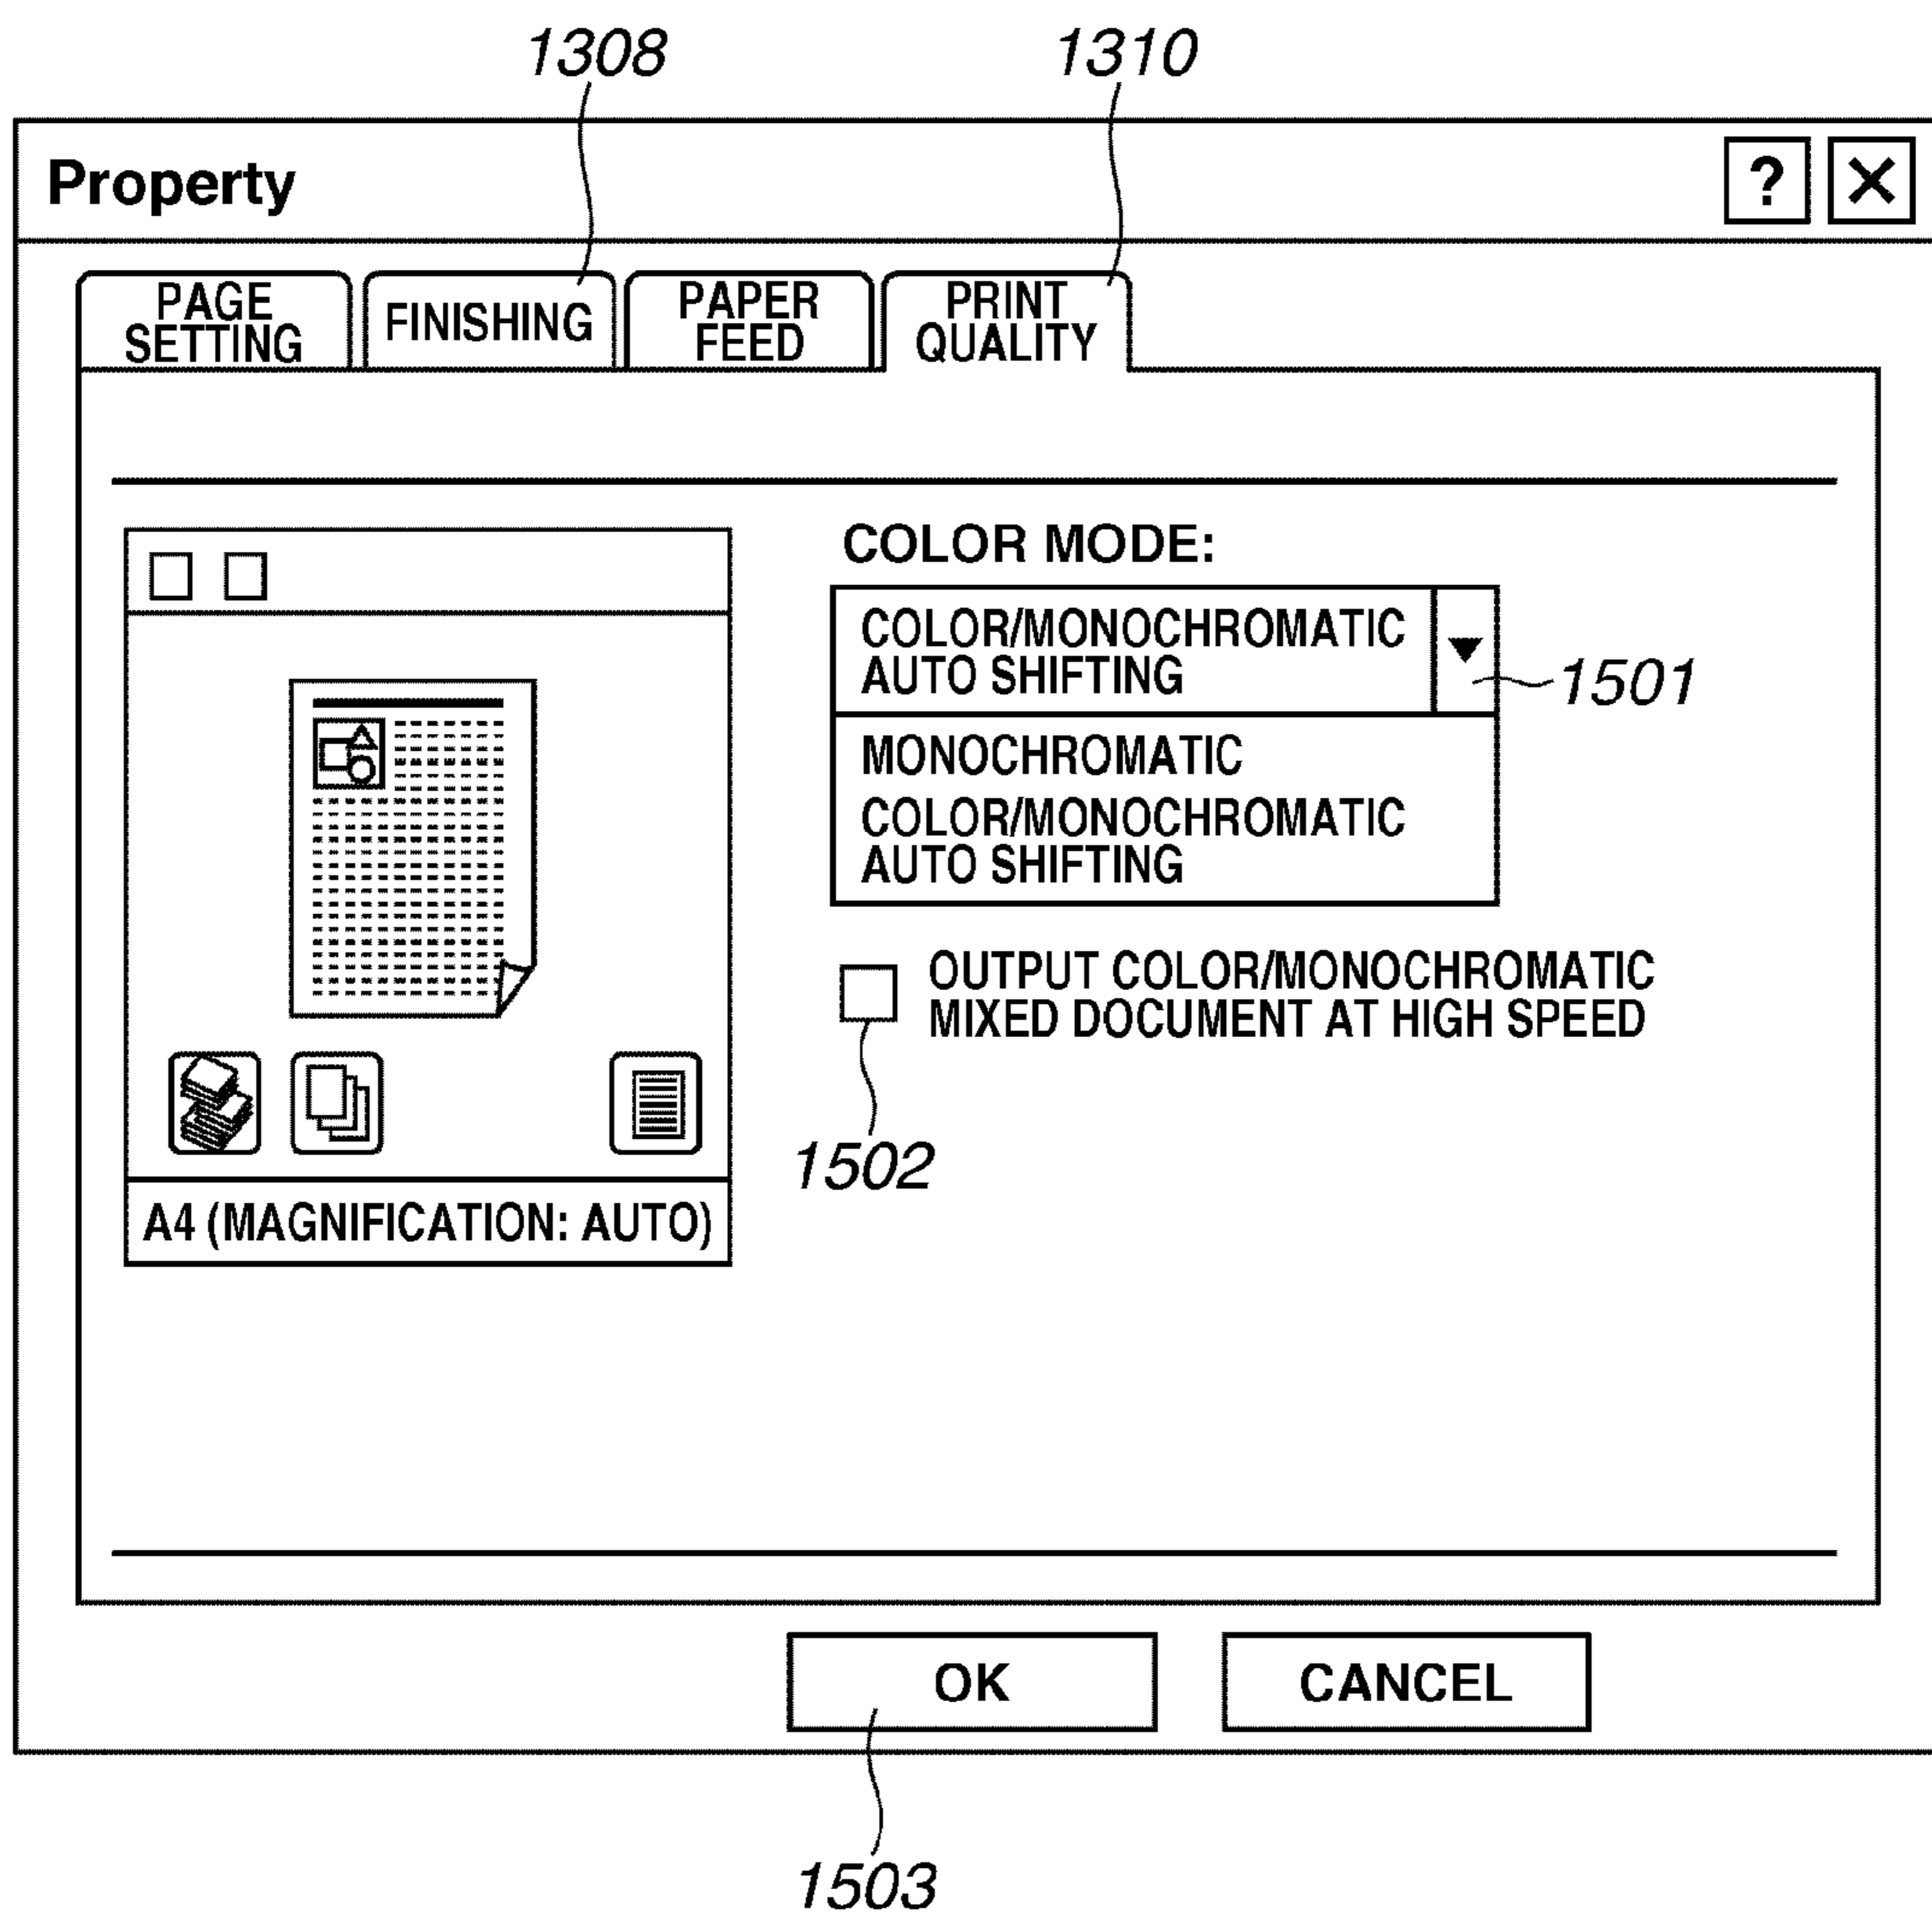 1308
1310
Property
?
PAGE
SETTING
FINISHING
PAPER
FEED
PRINT
QUALITY
COLOR MODE:
COLOR/MONOCHROMATIC
AUTO SHIFTING
1501
MONOCHROMATIC
COLOR/MONOCHROMATIC
AUTO SHIFTING
OUTPUT COLOR/MONOCHROMATIC
MIXED DOCUMENT AT HIGH SPEED
1502
A4 (MAGNIFICATION: AUTO)
OK
CANCEL
1503